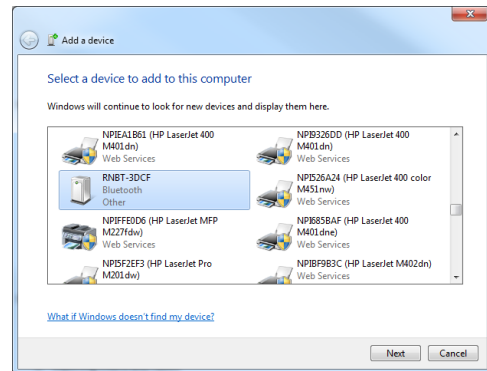 Add a device
Select a device to add to this computer
Windows will continue to look for new devices and display them here.
NPIEA1B61 (HP LaserJet 400
M401dn)
Web Services
NPI9326DD (HP LaserJet 400
M401dn)
Web Services
RNBT-3DCF
Bluetooth
Other
NPI526A24 (HP LaserJet 400 color
M451nw)
Web Services
NPIFFE0D6 (HP LaserJet MFP
M227fdw)
Web Services
NPI685BAF (HP LaserJet 400
M401dne)
Web Services
NPI5F2EF3 (HP LaserJet Pro
M201dw)
NPIBF9B3C (HP LaserJet M402dn)
Web Services
What if Windows doesn't find my device?
Next
Cancel